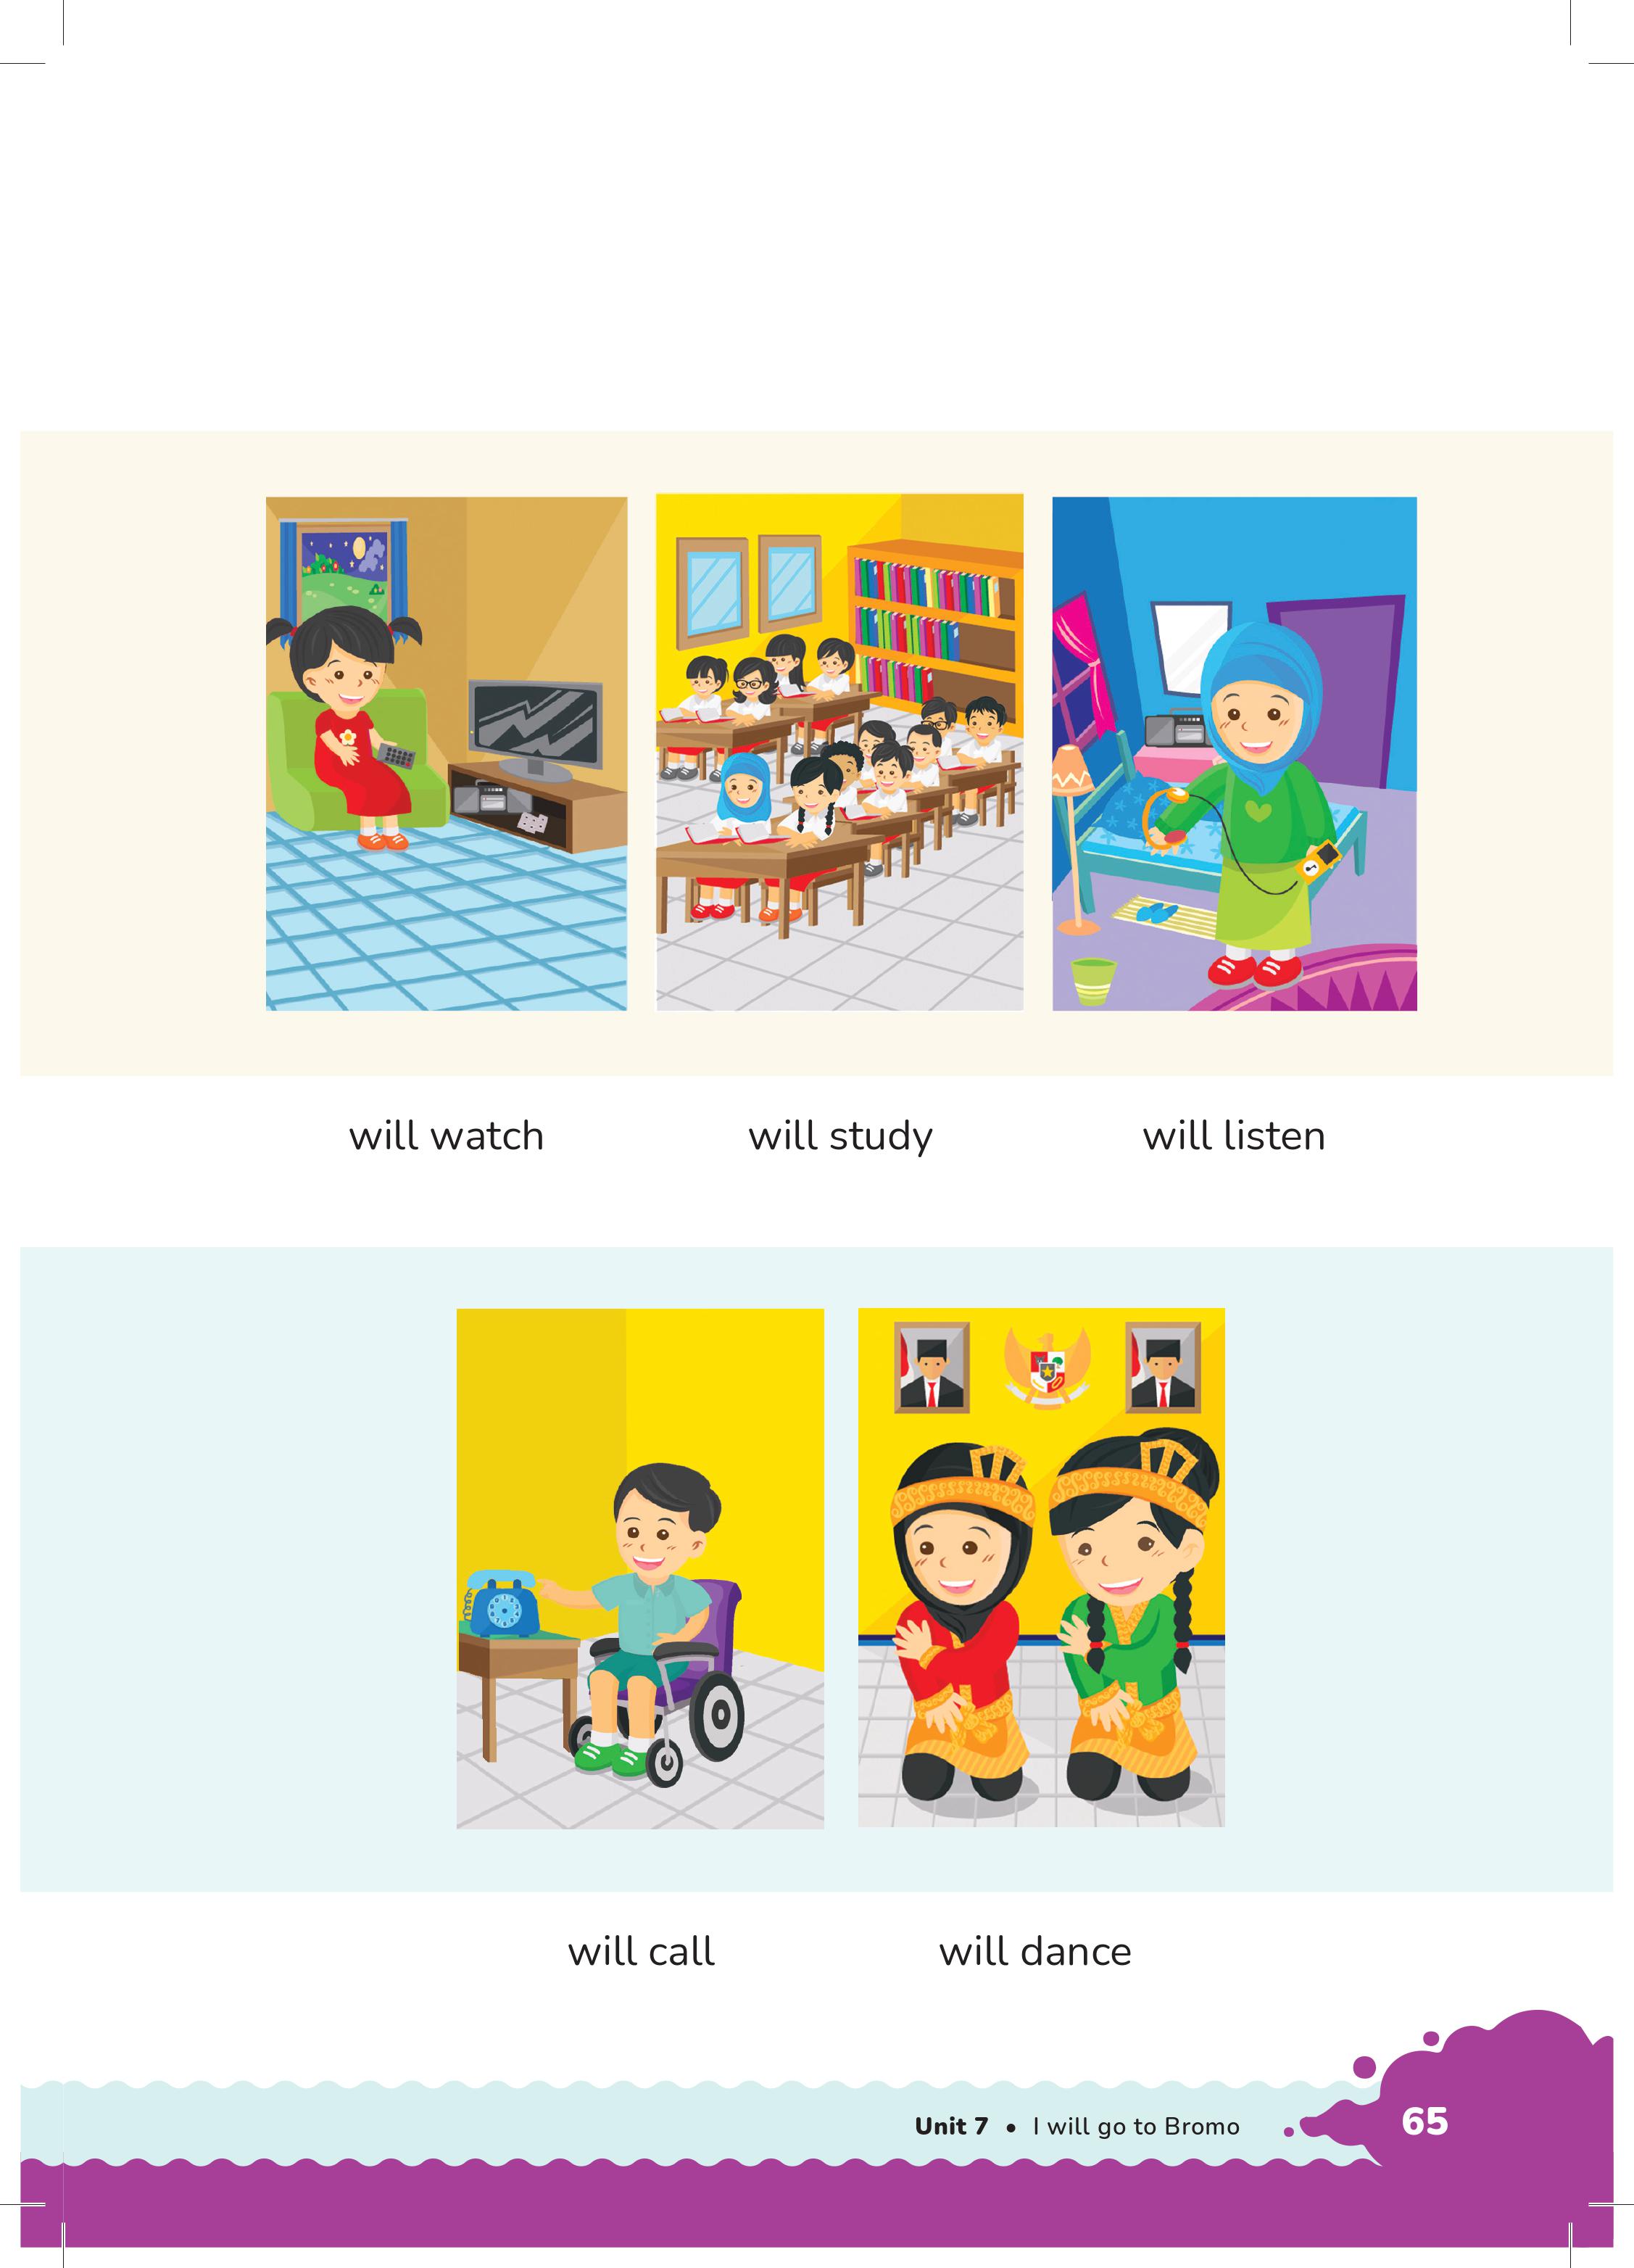 will watch
will study
will listen
will call
will dance
Unit 7 • I will go to Bromo
65